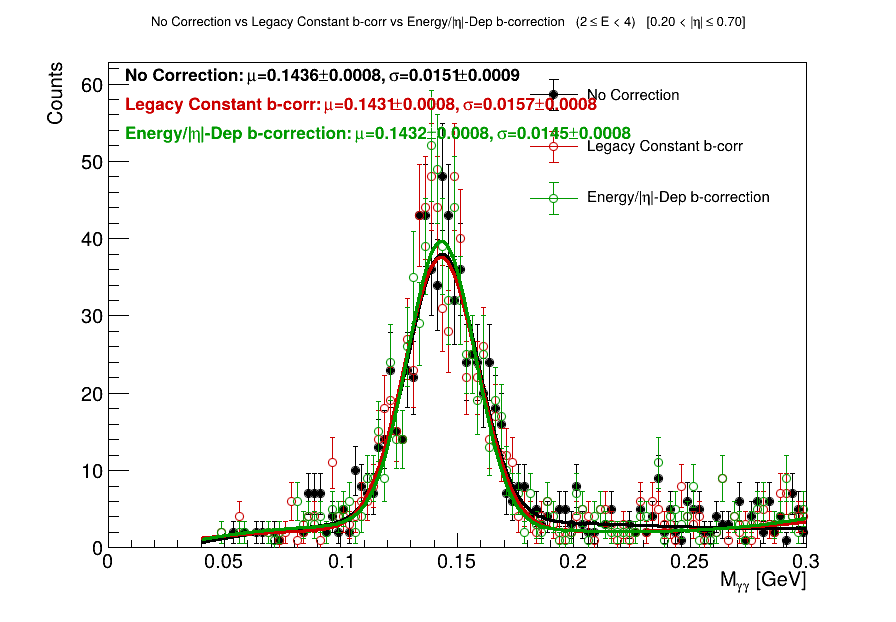 No Correction vs Legacy Constant b-corr vs Energy/|η|-Dep b-correction (2 ≤ E < 4) [0.20 < |η| ≤ 0.70]
No Correction: μ=0.1436±0.0008, σ=0.0151±0.0009
Legacy Constant b-corr: μ=0.1431±0.0008, σ=0.0157±0.0008
Energy/|η|-Dep b-correction: μ=0.1432±0.0008, σ=0.0145±0.0008
No Correction
Legacy Constant b-corr
Energy/|η|-Dep b-correction
Counts
60
50
40
30
20
10
0
0 0.05 0.1 0.15 0.2 0.25 0.3
Mγγ [GeV]